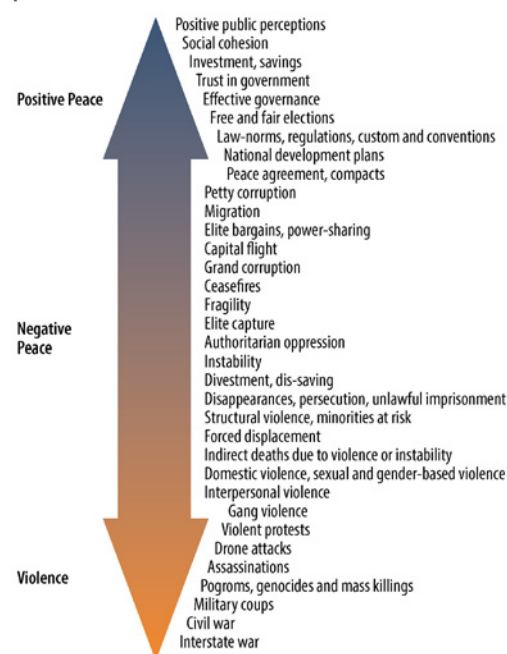 Positive public perceptions
Social cohesion
Investment, savings
Trust in government
Positive Peace
Effective governance
Free and fair elections
Law-norms, regulations, custom and conventions
National development plans
Peace agreement, compacts
Petty corruption
Migration
Elite bargains, power-sharing
Capital flight
Grand corruption
Ceasefires
Fragility
Negative
Peace
Elite capture
Authoritarian oppression
Instability
Divestment, dis-saving
Disappearances, persecution, unlawful imprisonment
Structural violence, minorities at risk
Forced displacement
Indirect deaths due to violence or instability
Domestic violence, sexual and gender-based violence
Interpersonal violence
Gang violence
Violent protests
Drone attacks
Assassinations
Violence
Pogroms, genocides and mass killings
Military coups
Civil war
Interstate war